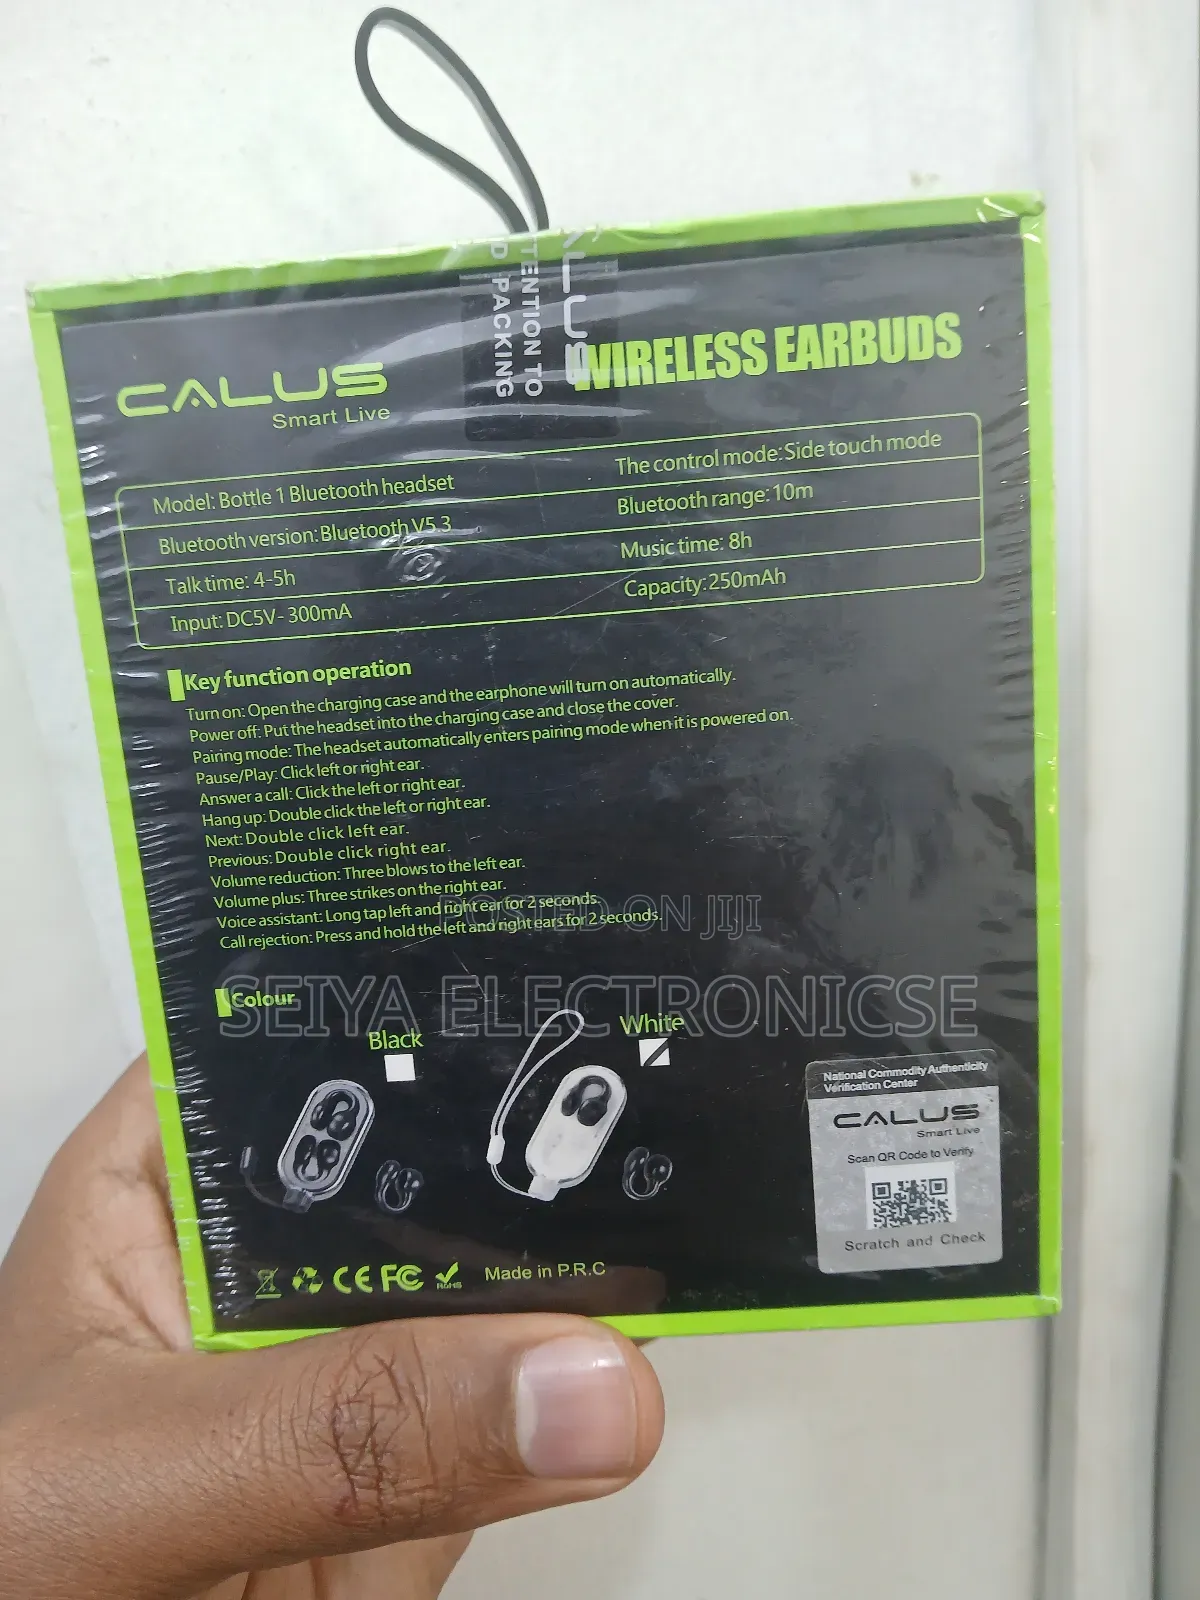 ALUS
TENTION TO
D PACKING
CALUS
Smart Live
WIRELESS EARBUDS
Model: Bottle 1 Bluetooth headset
The control mode:Side touch mode
Bluetooth version:Bluetooth V5.3
Bluetooth range:10m
Talk time: 4-5h
Music time: 8h
Input: DC5V- 300mA
Capacity:250mAh
Key function operation
Turn on: Open the charging case and the earphone will turn on automatically.
Power off: Put the headset into the charging case and close the cover.
Pairing mode: The headset automatically enters pairing mode when it is powered on.
Pause/Play: Click left or right ear.
Answer a call: Click the left or right ear.
Hang up: Double click the left or right ear.
Next: Double click left ear.
Previous: Double click right ear.
Volume reduction: Three blows to the left ear.
Volume plus: Three strikes on the right ear.
Voice assistant: Long tap left and right ear for 2 seconds.
Call rejection: Press and hold the left and right ears for 2 seconds.
POSTED ON JIJI
SEIYA ELECTRONICSE
Colour
Black
White
National Commodity Authenticity
Verification Center
CALUS
Smart Live
Scan QR Code to Verify
Scratch and Check
CE FC RoHS Made in P.R.C